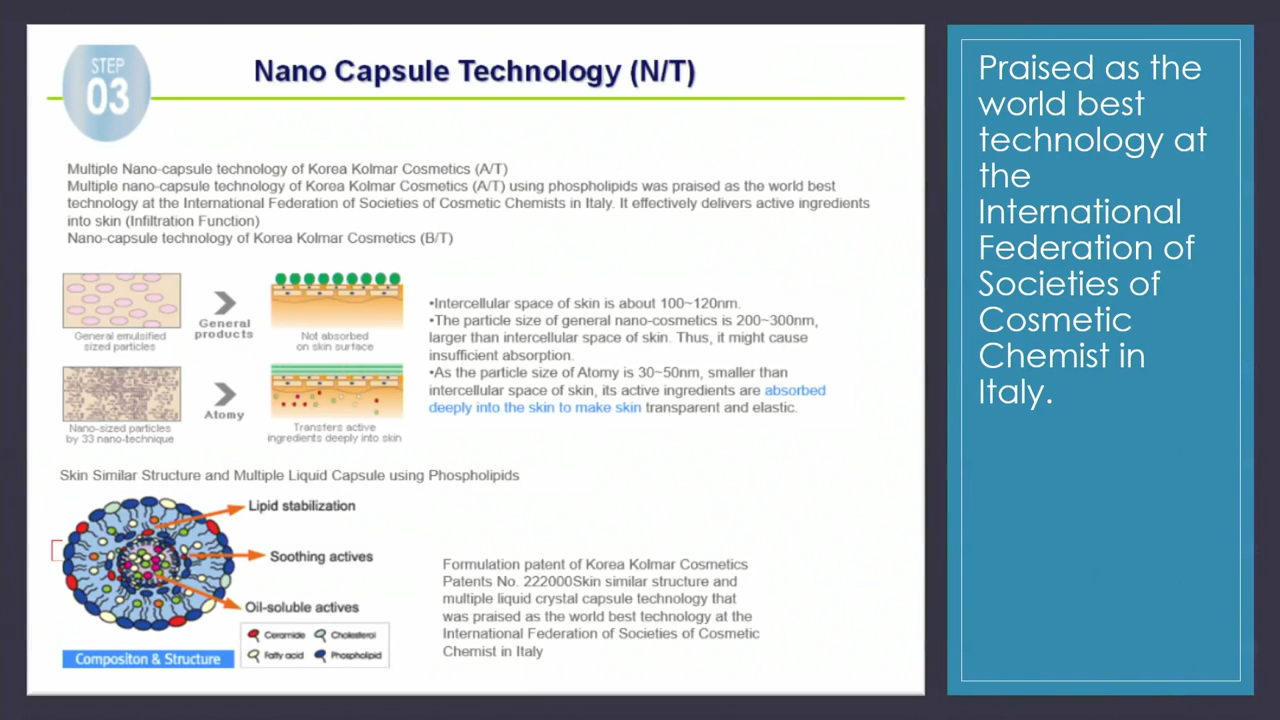 STEP
03
Nano Capsule Technology (N/T)
Multiple Nano-capsule technology of Korea Kolmar Cosmetics (A/T)
Multiple nano-capsule technology of Korea Kolmar Cosmetics (A/T) using phospholipids was praised as the world best
technology at the International Federation of Societies of Cosmetic Chemists in Italy. It effectively delivers active ingredients
into skin (Infiltration Function)
Nano-capsule technology of Korea Kolmar Cosmetics (B/T)
General emulsified
sized particles
General
products
Not absorbed
on skin surface
Nano-sized particles
by 33 nano-technique
Atomy
Transfers active
ingredients deeply into skin
•Intercellular space of skin is about 100~120nm.
•The particle size of general nano-cosmetics is 200~300nm,
larger than intercellular space of skin. Thus, it might cause
insufficient absorption.
•As the particle size of Atomy is 30~50nm, smaller than
intercellular space of skin, its active ingredients are absorbed
deeply into the skin to make skin transparent and elastic.
Skin Similar Structure and Multiple Liquid Capsule using Phospholipids
Lipid stabilization
Soothing actives
Oil-soluble actives
Ceramide
Cholesterol
Fatty acid
Phospholipid
Compositon & Structure
Formulation patent of Korea Kolmar Cosmetics
Patents No. 222000Skin similar structure and
multiple liquid crystal capsule technology that
was praised as the world best technology at the
International Federation of Societies of Cosmetic
Chemist in Italy
Praised as the
world best
technology at
the
International
Federation of
Societies of
Cosmetic
Chemist in
Italy.